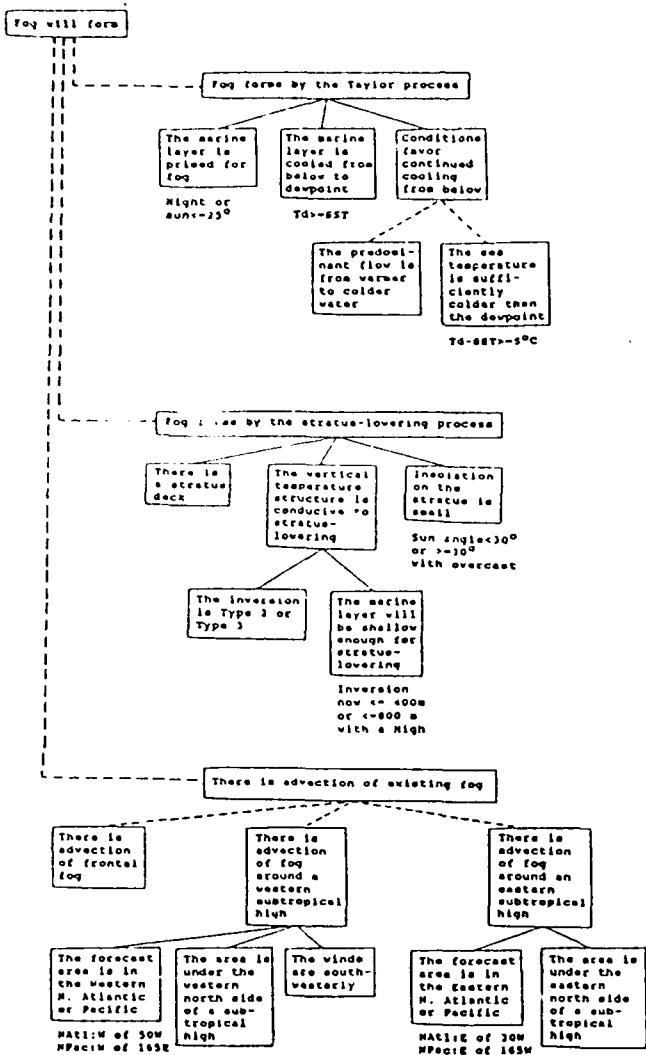 Fog will form
Fog forms by the Taylor process
The marine
layer is
primed for
fog
Night or
sun<=25°
The marine
layer is
cooled from
below to
dewpoint
Td>=SST
Conditions
favor
continued
cooling
from below
The predomi-
nant flow is
from warmer
to colder
water
The sea
temperature
is suffi-
ciently
colder than
the dewpoint
Td-SST>=5°C
Fog by the stratus-lowering process
There is
a stratus
deck
The vertical
temperature
structure is
conducive to
stratus-
lowering
Insolation
on the
stratus is
small
Sun angle<30°
or >=30°
with overcast
The inversion
is Type 2 or
Type 3
The marine
layer will
be shallow
enough for
stratus-
lowering
Inversion
now <= 400m
or <=800 m
with a High
There is advection of existing fog
There is
advection
of frontal
fog
There is
advection
of fog
around a
western
subtropical
high
There is
advection
of fog
around an
eastern
subtropical
high
The forecast
area is in
the Western
N. Atlantic
or Pacific
NAtl:W of 50W
NPac:W of 165E
The area is
under the
western
north side
of a sub-
tropical
high
The winds
are south-
westerly
The forecast
area is in
the Eastern
N. Atlantic
or Pacific
NAtl:E of 30W
NPac:E of 165W
The area is
under the
eastern
north side
of a sub-
tropical
high